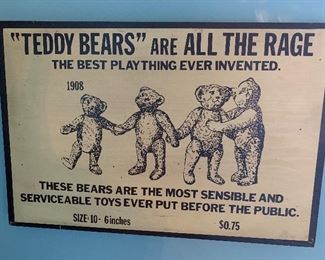 "TEDDY BEARS" ARE ALL THE RAGE
THE BEST PLAYTHING EVER INVENTED.
1908
THESE BEARS ARE THE MOST SENSIBLE AND
SERVICEABLE TOYS EVER PUT BEFORE THE PUBLIC.
SIZE-10-6 inches $0.75